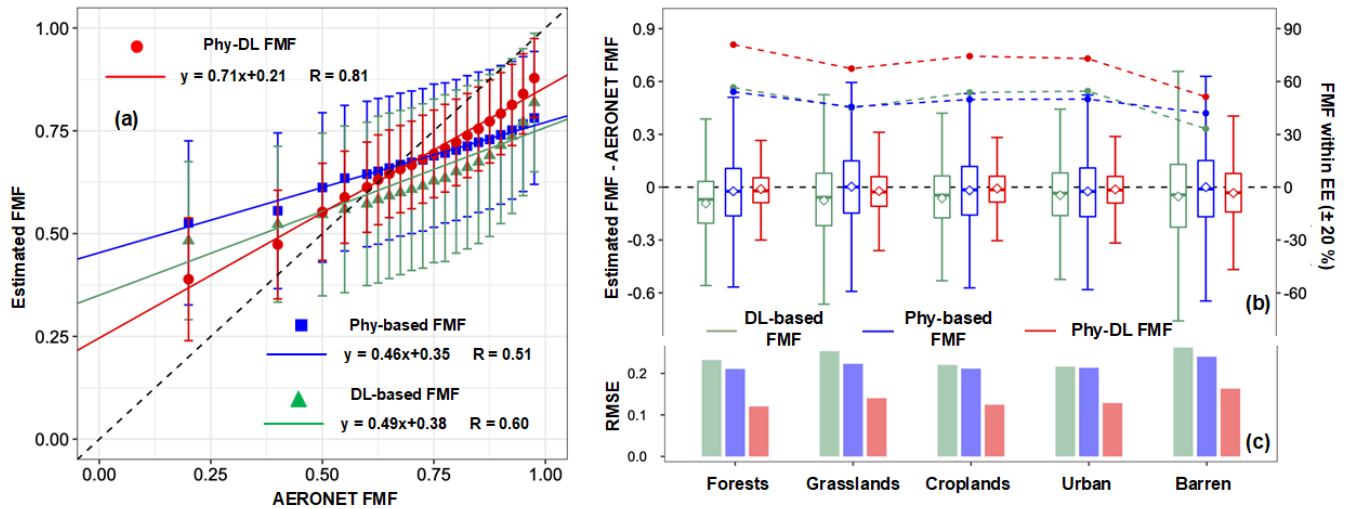 1.00
0.75
0.50
0.25
0.00
Estimated FMF
Phy-DL FMF
y = 0.71x+0.21 R = 0.81
(a)
Phy-based FMF
y = 0.46x+0.35 R = 0.51
DL-based FMF
y = 0.49x+0.38 R = 0.60
0.00 0.25 0.50 0.75 1.00
AERONET FMF
0.9
0.6
0.3
0
-0.3
-0.6
Estimated FMF - AERONET FMF
90
60
30
0
-30
-60
FMF within EE (± 20 %)
(b)
DL-based FMF
Phy-based FMF
Phy-DL FMF
0.2
0.1
0.0
RMSE
(c)
Forests Grasslands Croplands Urban Barren